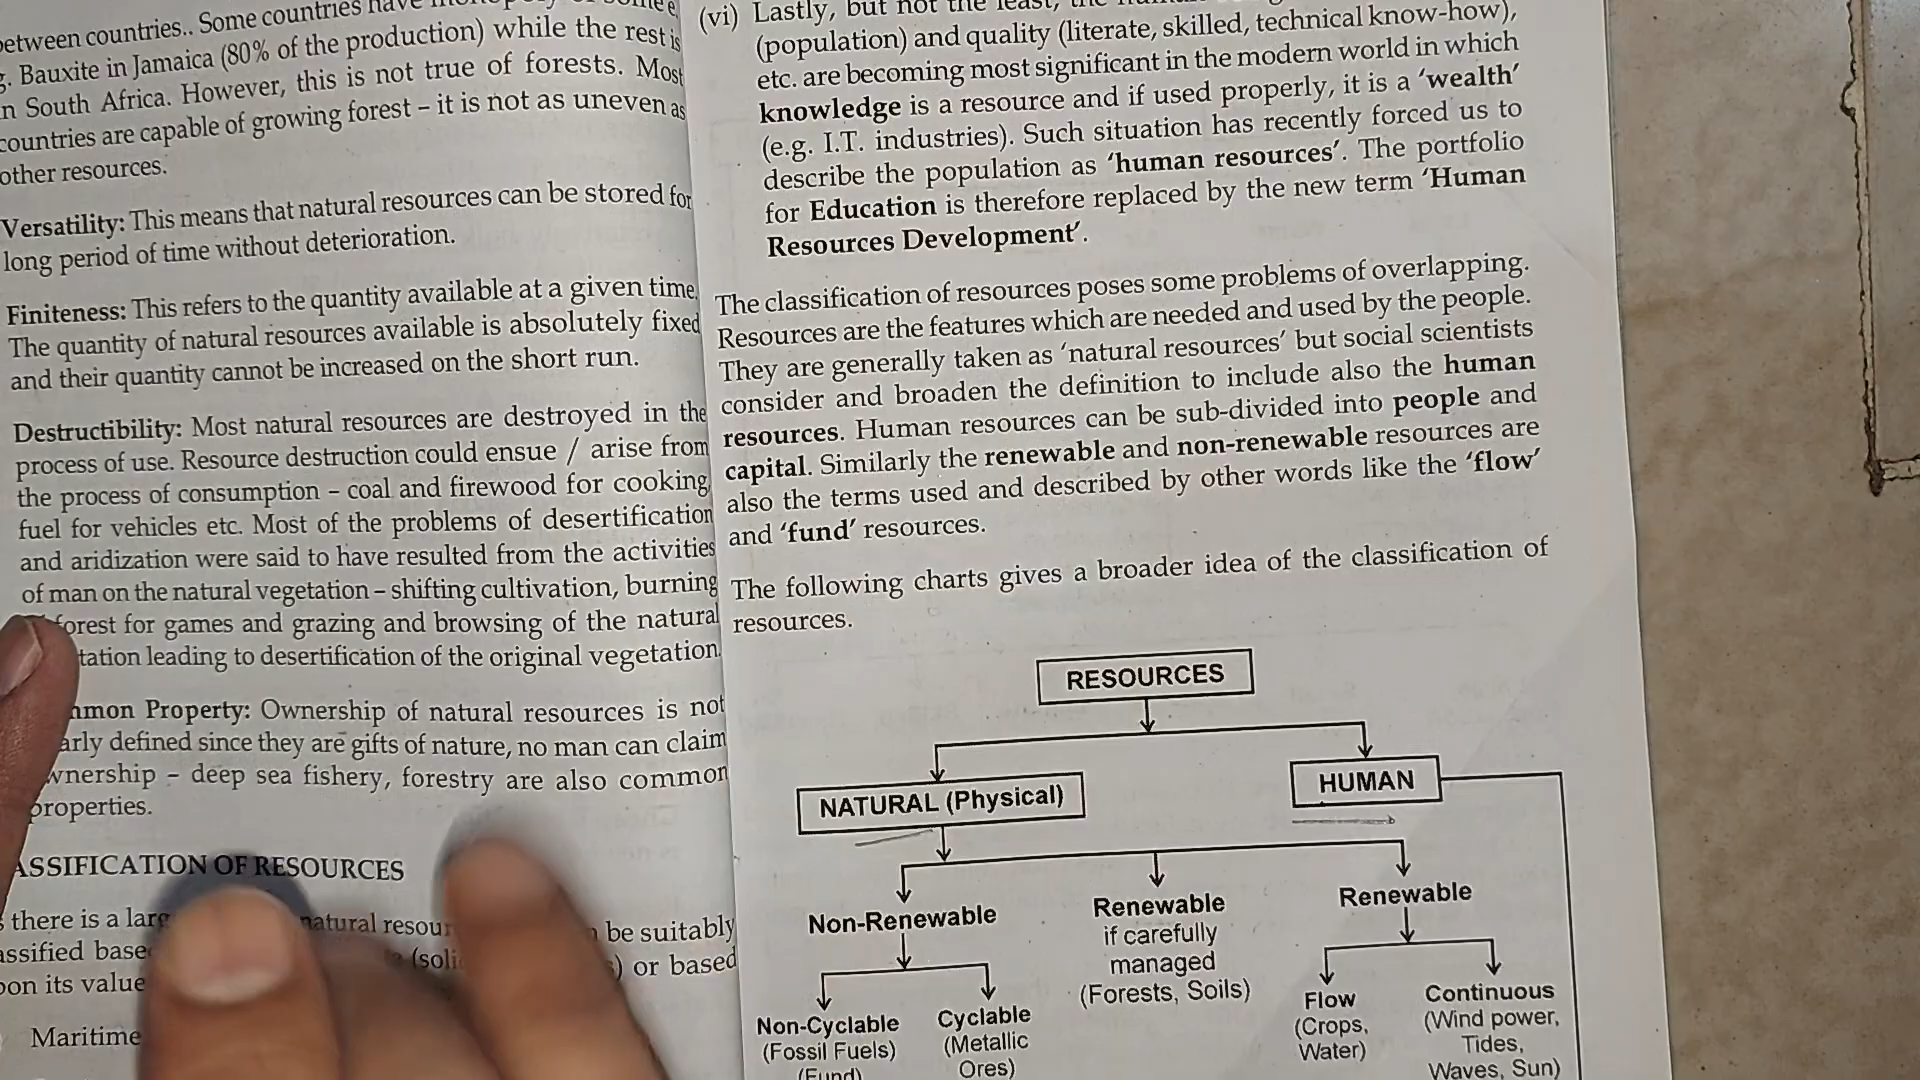 between countries.. Some countries have
g. Bauxite in Jamaica (80% of the production) while the rest is
n South Africa. However, this is not true of forests. Most
countries are capable of growing forest – it is not as uneven as
other resources.
Versatility: This means that natural resources can be stored for
long period of time without deterioration.
Finiteness: This refers to the quantity available at a given time.
The quantity of natural resources available is absolutely fixed
and their quantity cannot be increased on the short run.
Destructibility: Most natural resources are destroyed in the
process of use. Resource destruction could ensue / arise from
the process of consumption – coal and firewood for cooking,
fuel for vehicles etc. Most of the problems of desertification
and aridization were said to have resulted from the activities
of man on the natural vegetation – shifting cultivation, burning
forest for games and grazing and browsing of the natural
tation leading to desertification of the original vegetation.
mmon Property: Ownership of natural resources is not
arly defined since they are gifts of nature, no man can claim
wnership – deep sea fishery, forestry are also common
properties.
ASSIFICATION OF RESOURCES
there is a natural be suitably
assified or based
on its value
Maritime
(vi) Lastly, but not the least, the
(population) and quality (literate, skilled, technical know-how),
etc. are becoming most significant in the modern world in which
knowledge is a resource and if used properly, it is a 'wealth'
(e.g. I.T. industries). Such situation has recently forced us to
describe the population as 'human resources'. The portfolio
for Education is therefore replaced by the new term 'Human
Resources Development'.
The classification of resources poses some problems of overlapping.
Resources are the features which are needed and used by the people.
They are generally taken as 'natural resources' but social scientists
consider and broaden the definition to include also the human
resources. Human resources can be sub-divided into people and
capital. Similarly the renewable and non-renewable resources are
also the terms used and described by other words like the 'flow'
and 'fund' resources.
The following charts gives a broader idea of the classification of
resources.
RESOURCES
NATURAL (Physical)
HUMAN
Non-Renewable
Renewable
if carefully
managed
(Forests, Soils)
Renewable
Non-Cyclable
(Fossil Fuels)
(Fund)
Cyclable
(Metallic
Ores)
Flow
(Crops,
Water)
Continuous
(Wind power,
Tides,
Waves, Sun)